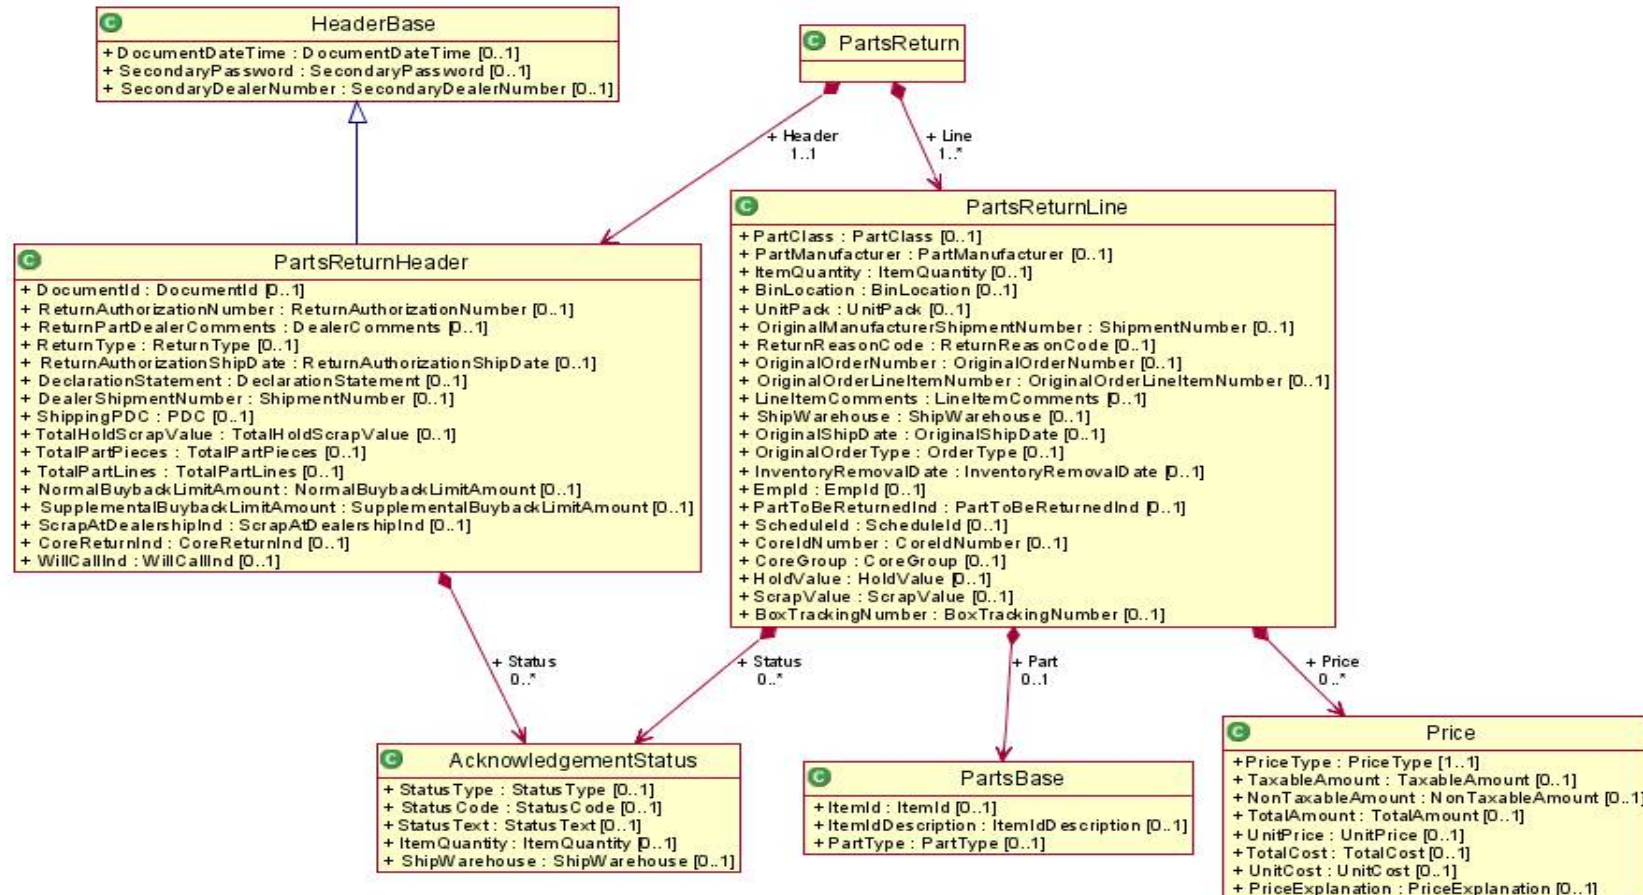 HeaderBase
+ DocumentDateTime : DocumentDateTime [0..1]
+ SecondaryPassword : SecondaryPassword [0..1]
+ SecondaryDealerNumber : SecondaryDealerNumber [0..1]
PartsReturn
+ Header
1..1
+ Line
1..*
PartsReturnHeader
+ DocumentId : DocumentId [0..1]
+ ReturnAuthorizationNumber : ReturnAuthorizationNumber [0..1]
+ ReturnPartDealerComments : DealerComments [0..1]
+ ReturnType : ReturnType [0..1]
+ ReturnAuthorizationShipDate : ReturnAuthorizationShipDate [0..1]
+ DeclarationStatement : DeclarationStatement [0..1]
+ DealerShipmentNumber : ShipmentNumber [0..1]
+ ShippingPDC : PDC [0..1]
+ TotalHoldScrapValue : TotalHoldScrapValue [0..1]
+ TotalPartPieces : TotalPartPieces [0..1]
+ TotalPartLines : TotalPartLines [0..1]
+ NormalBuybackLimitAmount : NormalBuybackLimitAmount [0..1]
+ SupplementalBuybackLimitAmount : SupplementalBuybackLimitAmount [0..1]
+ ScrapAtDealershipInd : ScrapAtDealershipInd [0..1]
+ CoreReturnInd : CoreReturnInd [0..1]
+ WillCallInd : WillCallInd [0..1]
PartsReturnLine
+ PartClass : PartClass [0..1]
+ PartManufacturer : PartManufacturer [0..1]
+ ItemQuantity : ItemQuantity [0..1]
+ BinLocation : BinLocation [0..1]
+ UnitPack : UnitPack [0..1]
+ OriginalManufacturerShipmentNumber : ShipmentNumber [0..1]
+ ReturnReasonCode : ReturnReasonCode [0..1]
+ OriginalOrderNumber : OriginalOrderNumber [0..1]
+ OriginalOrderLineItemNumber : OriginalOrderLineItemNumber [0..1]
+ LineItemComments : LineItemComments [0..1]
+ ShipWarehouse : ShipWarehouse [0..1]
+ OriginalShipDate : OriginalShipDate [0..1]
+ OriginalOrderType : OrderType [0..1]
+ InventoryRemovalDate : InventoryRemovalDate [0..1]
+ EmpId : EmpId [0..1]
+ PartToBeReturnedInd : PartToBeReturnedInd [0..1]
+ ScheduleId : ScheduleId [0..1]
+ CoreIdNumber : CoreIdNumber [0..1]
+ CoreGroup : CoreGroup [0..1]
+ HoldValue : HoldValue [0..1]
+ ScrapValue : ScrapValue [0..1]
+ BoxTrackingNumber : BoxTrackingNumber [0..1]
+ Status
0..*
+ Status
0..*
+ Part
0..1
+ Price
0..*
AcknowledgementStatus
+ StatusType : StatusType [0..1]
+ StatusCode : StatusCode [0..1]
+ StatusText : StatusText [0..1]
+ ItemQuantity : ItemQuantity [0..1]
+ ShipWarehouse : ShipWarehouse [0..1]
PartsBase
+ ItemId : ItemId [0..1]
+ ItemIdDescription : ItemIdDescription [0..1]
+ PartType : PartType [0..1]
Price
+ PriceType : PriceType [1..1]
+ TaxableAmount : TaxableAmount [0..1]
+ NonTaxableAmount : NonTaxableAmount [0..1]
+ TotalAmount : TotalAmount [0..1]
+ UnitPrice : UnitPrice [0..1]
+ TotalCost : TotalCost [0..1]
+ UnitCost : UnitCost [0..1]
+ PriceExplanation : PriceExplanation [0..1]